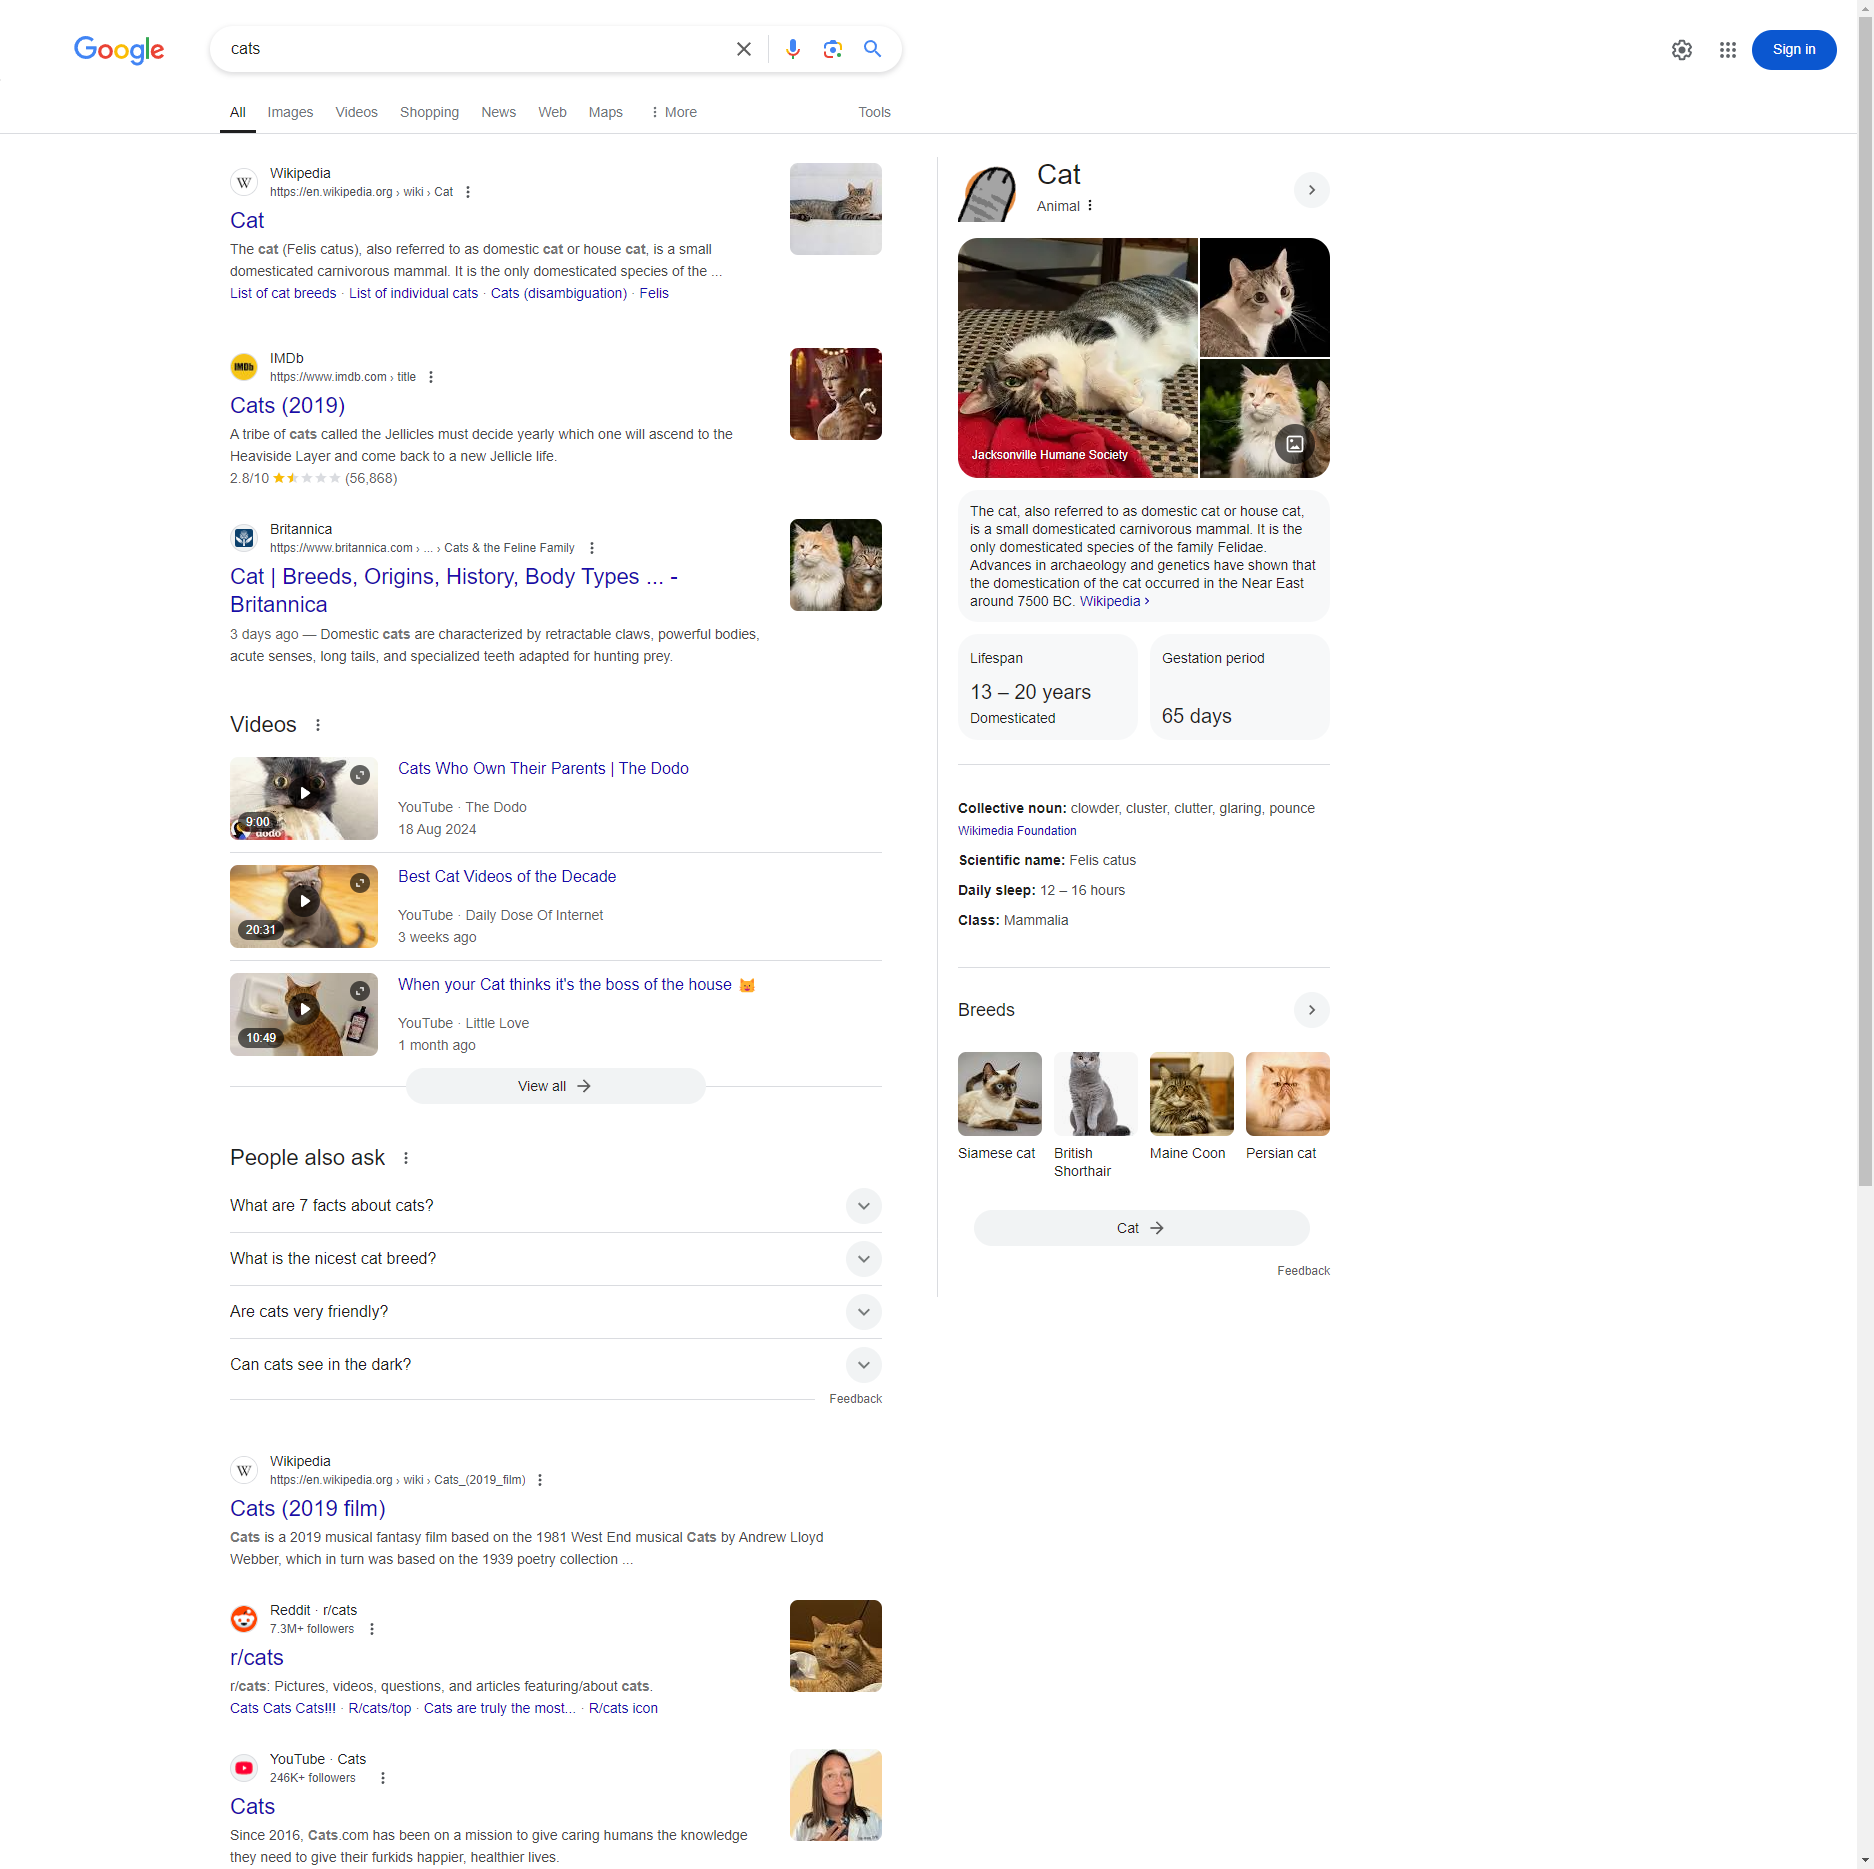 Google
cats
Sign in
All
Images
Videos
Shopping
News
Web
Maps
More
Tools
Wikipedia
https://en.wikipedia.org › wiki › Cat
Cat
The cat (Felis catus), also referred to as domestic cat or house cat, is a small
domesticated carnivorous mammal. It is the only domesticated species of the ...
List of cat breeds · List of individual cats · Cats (disambiguation) · Felis
IMDb
IMDb
https://www.imdb.com › title
Cats (2019)
A tribe of cats called the Jellicles must decide yearly which one will ascend to the
Heaviside Layer and come back to a new Jellicle life.
2.8/10 (56,868)
Britannica
https://www.britannica.com › ... › Cats & the Feline Family
Cat | Breeds, Origins, History, Body Types ... -
Britannica
3 days ago — Domestic cats are characterized by retractable claws, powerful bodies,
acute senses, long tails, and specialized teeth adapted for hunting prey.
Videos
Cats Who Own Their Parents | The Dodo
YouTube · The Dodo
18 Aug 2024
9:00
dodo
Best Cat Videos of the Decade
YouTube · Daily Dose Of Internet
3 weeks ago
20:31
When your Cat thinks it's the boss of the house 😼
YouTube · Little Love
1 month ago
10:49
View all
People also ask
What are 7 facts about cats?
What is the nicest cat breed?
Are cats very friendly?
Can cats see in the dark?
Feedback
Wikipedia
https://en.wikipedia.org › wiki › Cats_(2019_film)
Cats (2019 film)
Cats is a 2019 musical fantasy film based on the 1981 West End musical Cats by Andrew Lloyd
Webber, which in turn was based on the 1939 poetry collection ...
Reddit · r/cats
7.3M+ followers
r/cats
r/cats: Pictures, videos, questions, and articles featuring/about cats.
Cats Cats Cats!!! · R/cats/top · Cats are truly the most... · R/cats icon
YouTube · Cats
246K+ followers
Cats
Since 2016, Cats.com has been on a mission to give caring humans the knowledge
they need to give their furkids happier, healthier lives.
Cat
Animal
Jacksonville Humane Society
The cat, also referred to as domestic cat or house cat,
is a small domesticated carnivorous mammal. It is the
only domesticated species of the family Felidae.
Advances in archaeology and genetics have shown that
the domestication of the cat occurred in the Near East
around 7500 BC. Wikipedia ›
Lifespan
13 – 20 years
Domesticated
Gestation period
65 days
Collective noun: clowder, cluster, clutter, glaring, pounce
Wikimedia Foundation
Scientific name: Felis catus
Daily sleep: 12 – 16 hours
Class: Mammalia
Breeds
Siamese cat
British
Shorthair
Maine Coon
Persian cat
Cat
Feedback